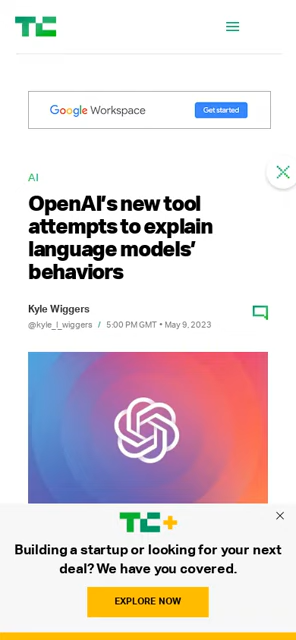 TC
Google Workspace
Get started
AI
OpenAI's new tool
attempts to explain
language models'
behaviors
Kyle Wiggers
@kyle_l_wiggers / 5:00 PM GMT • May 9, 2023
TC+
Building a startup or looking for your next
deal? We have you covered.
EXPLORE NOW